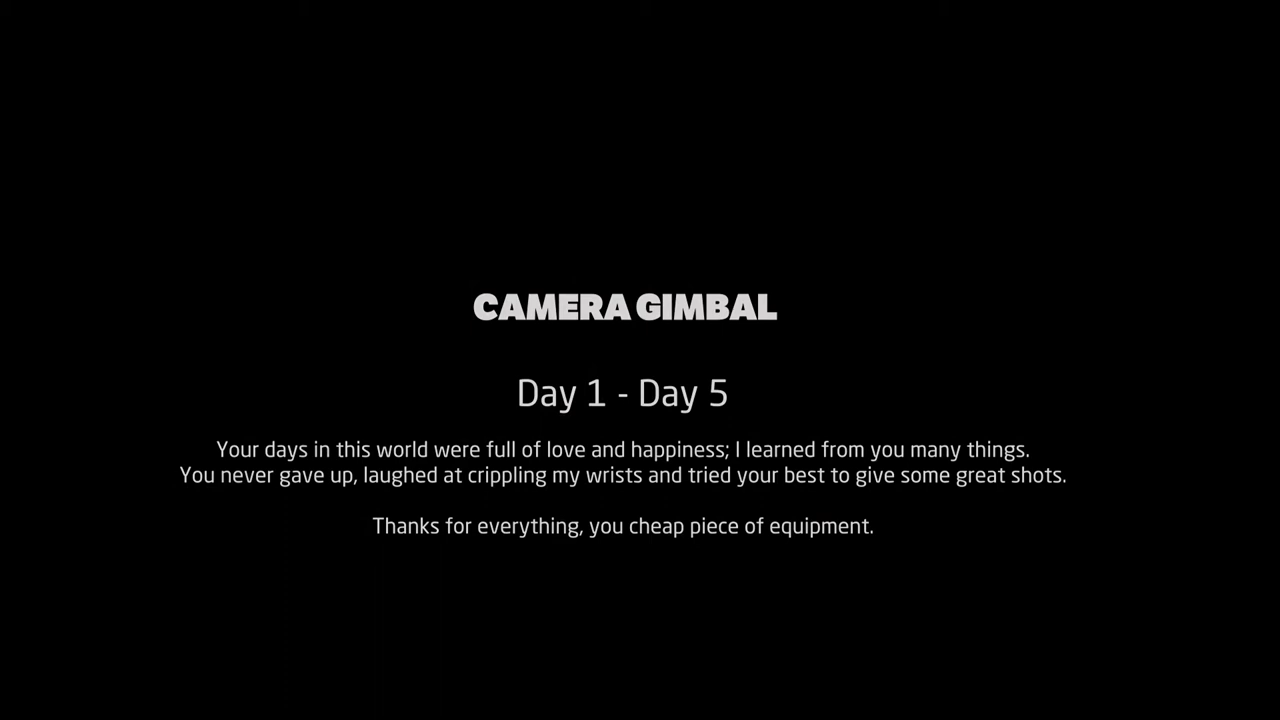 CAMERA GIMBAL
Day 1 - Day 5
Your days in this world were full of love and happiness; I learned from you many things.
You never gave up, laughed at crippling my wrists and tried your best to give some great shots.
Thanks for everything, you cheap piece of equipment.